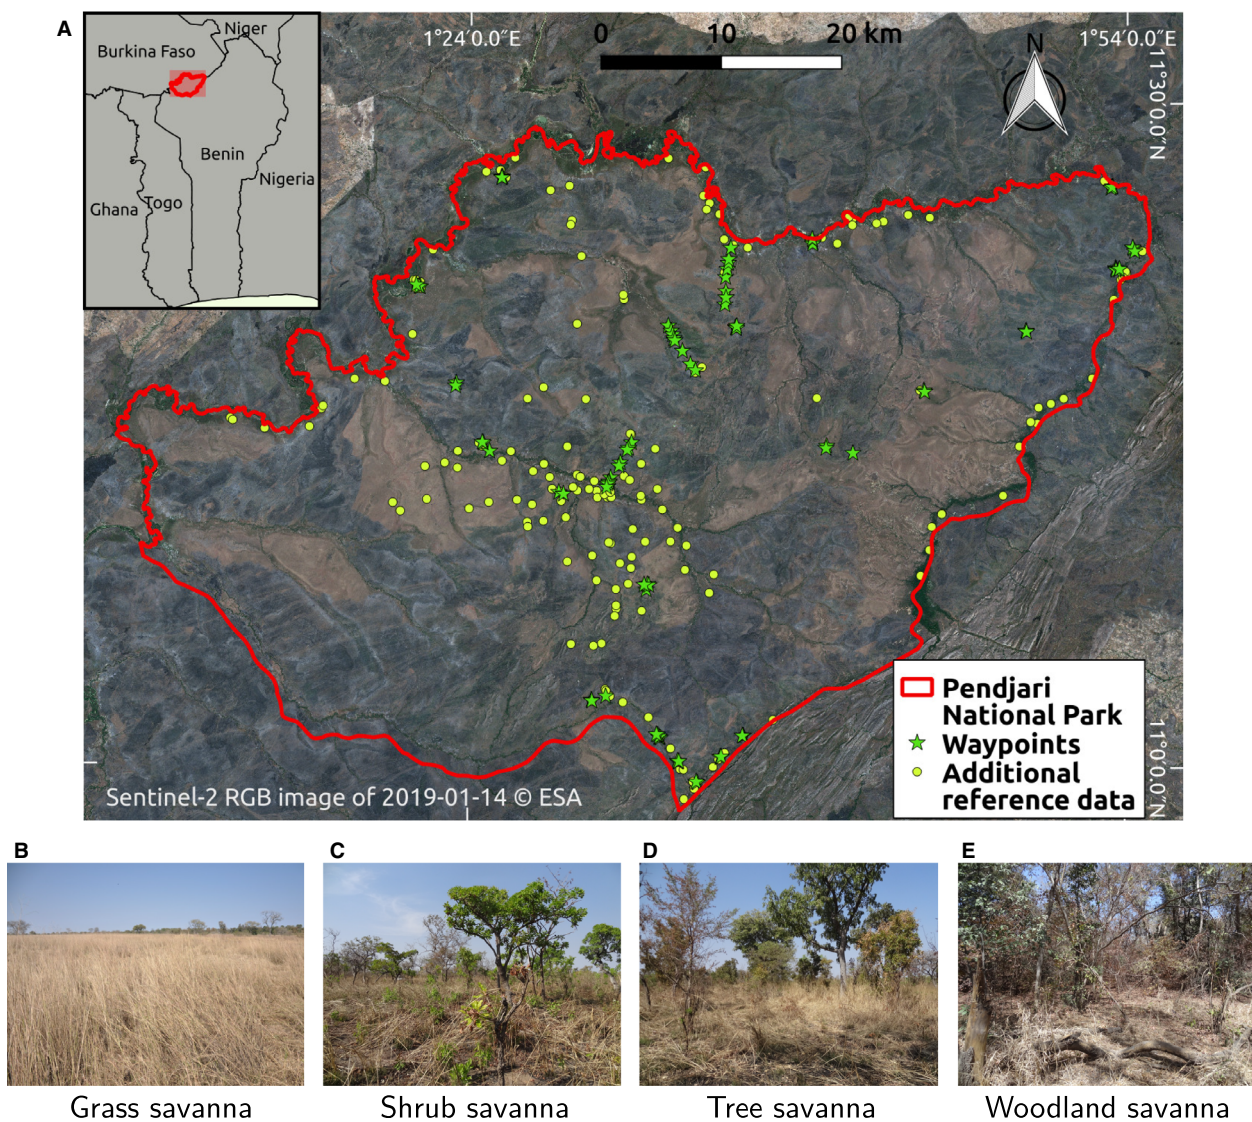 A
Niger
Burkina Faso
Benin
Nigeria
Ghana
Togo
1°24′0.0″E
0 10 20 km
N
1°54′0.0″E
11°30′0.0″N
11°0′0.0″N
Pendjari
National Park
Waypoints
Additional
reference data
Sentinel-2 RGB image of 2019-01-14 © ESA
B
C
D
E
Grass savanna
Shrub savanna
Tree savanna
Woodland savanna